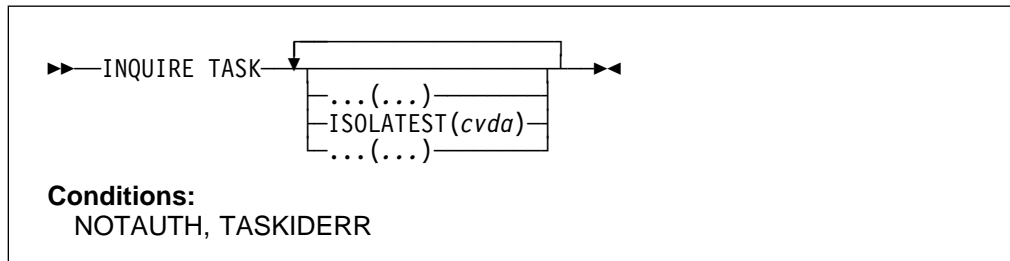 ►►──INQUIRE TASK──►◄
...(...)
ISOLATEST(cvda)
...(...)
Conditions:
NOTAUTH, TASKIDERR